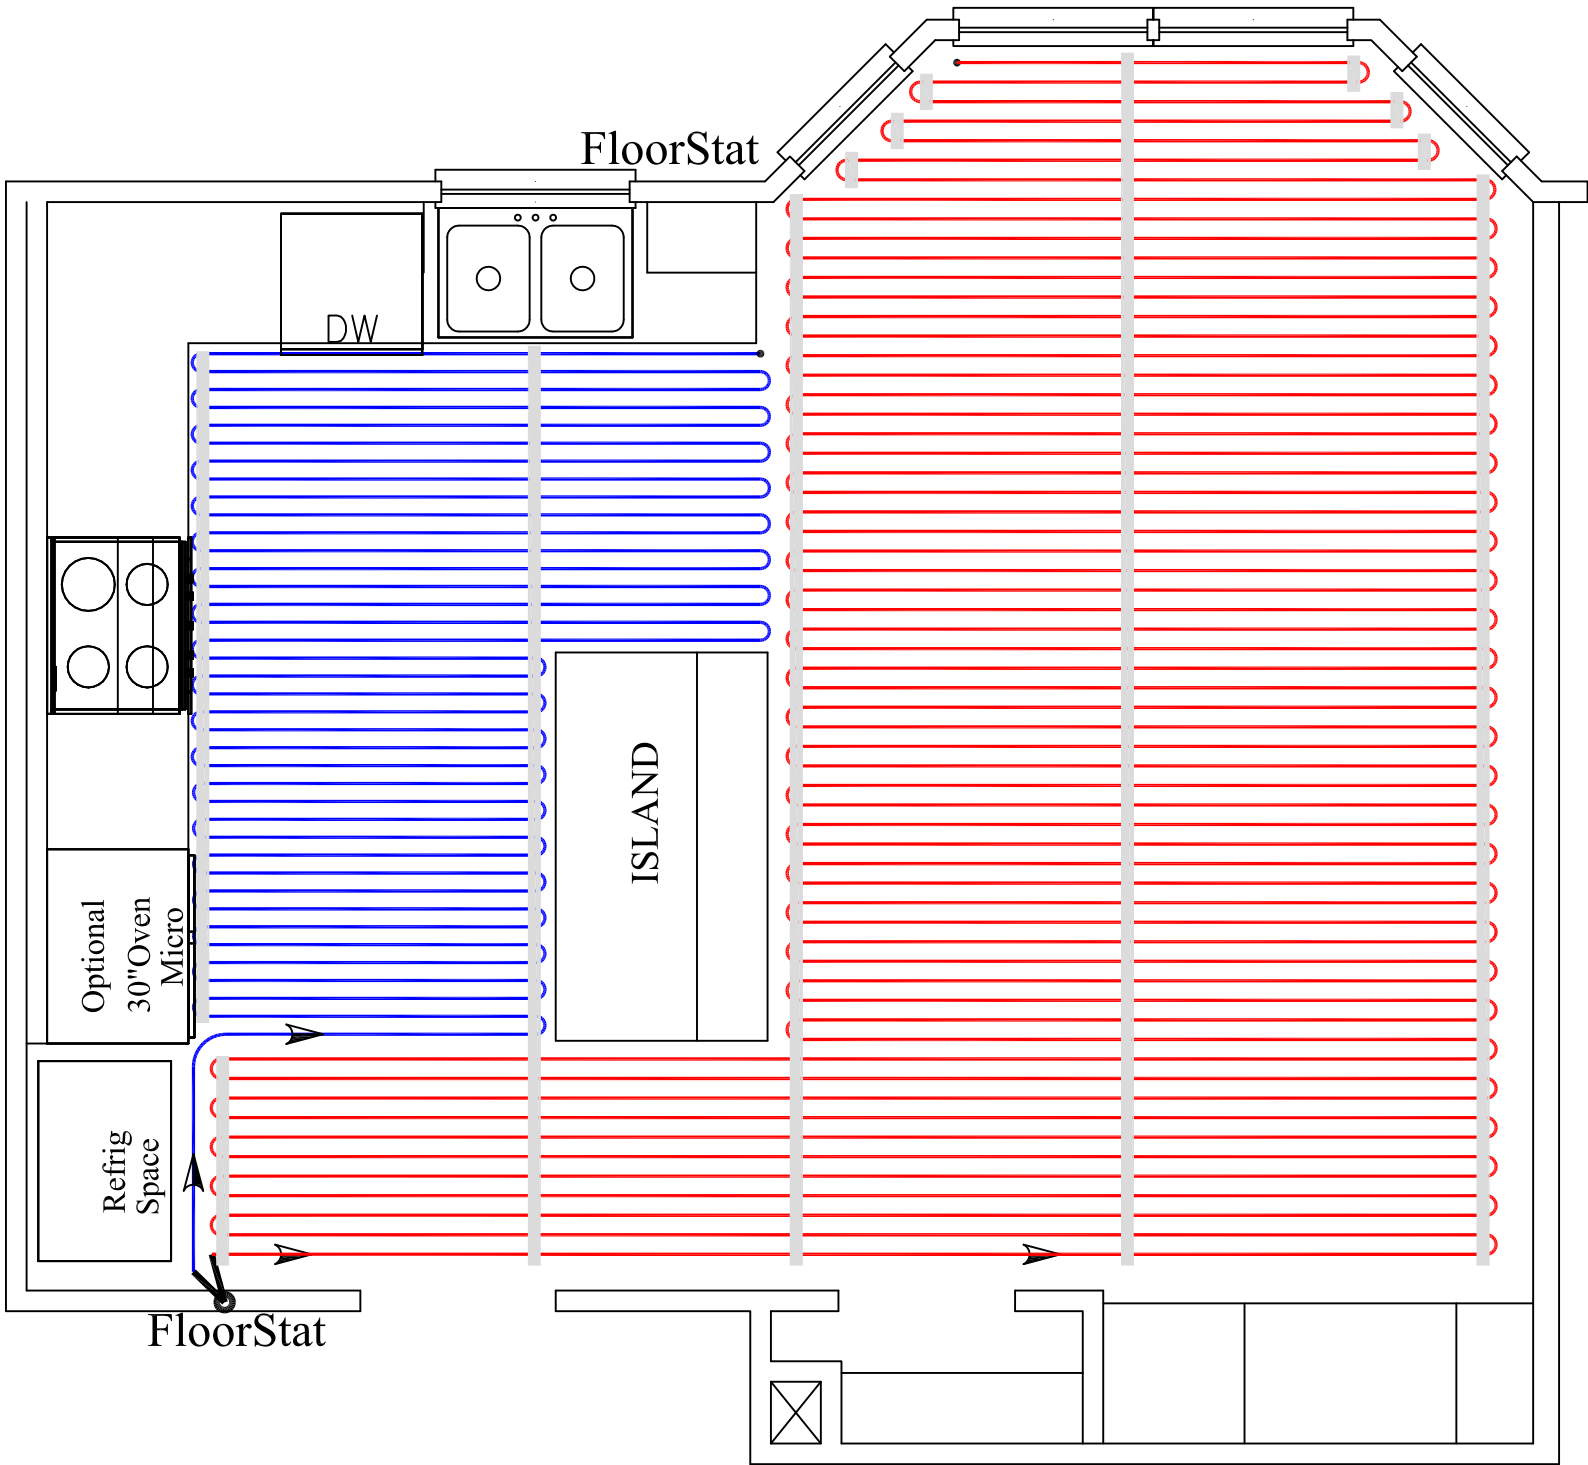 FloorStat
DW
ISLAND
Optional
30"Oven
Micro
Refrig
Space
FloorStat